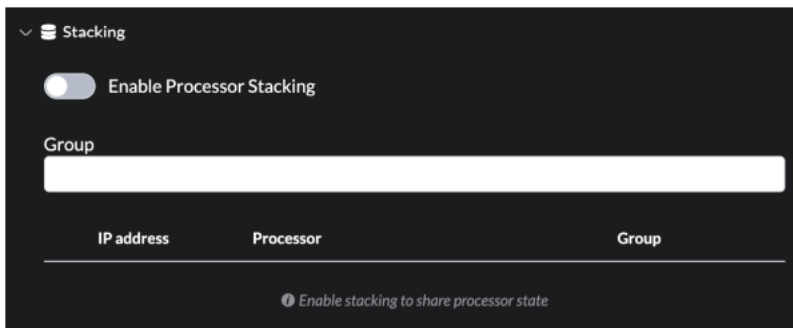 Stacking
Enable Processor Stacking
Group
IP address Processor Group
Enable stacking to share processor state